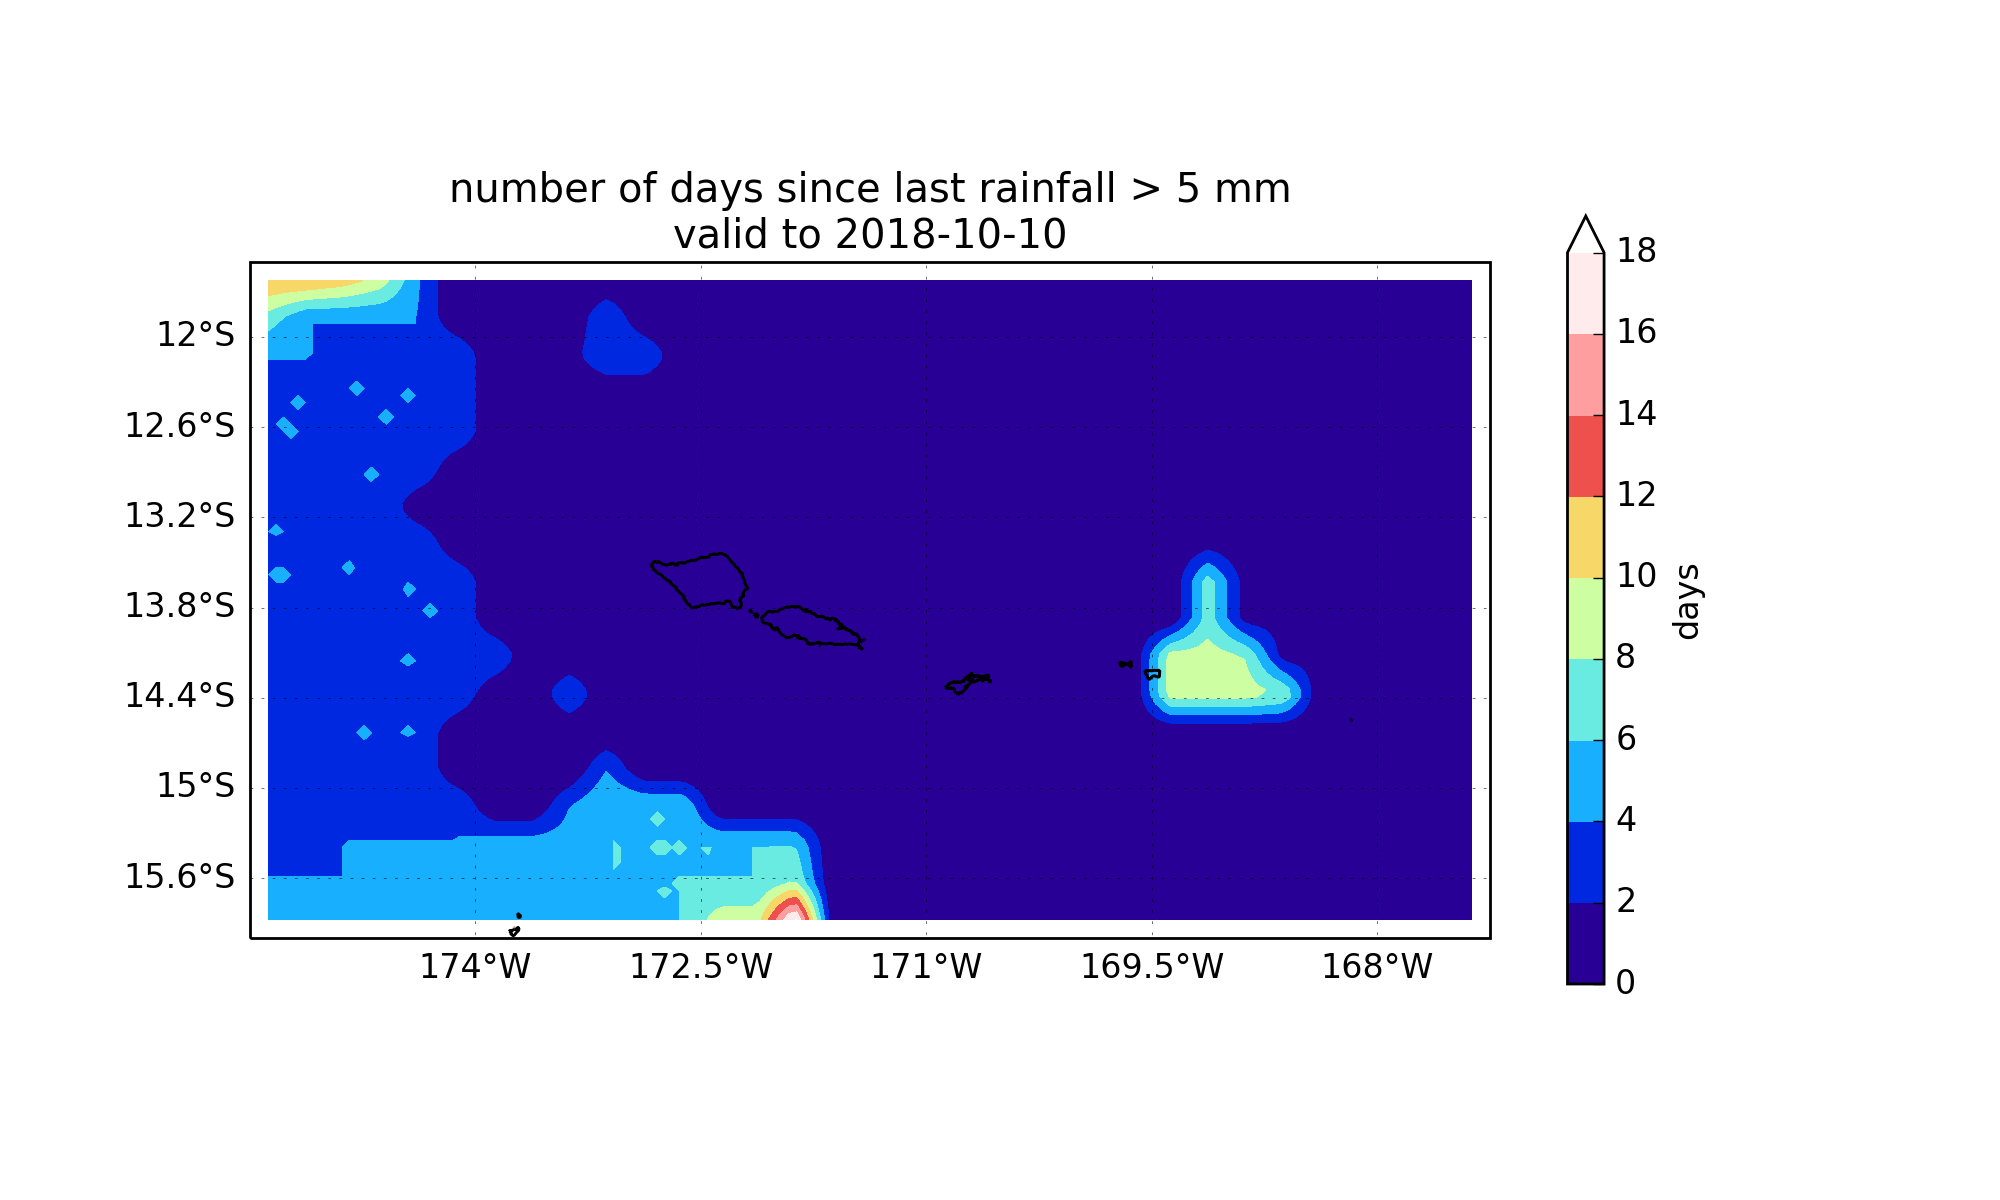 number of days since last rainfall > 5 mm
valid to 2018-10-10
12°S
12.6°S
13.2°S
13.8°S
14.4°S
15°S
15.6°S
174°W
172.5°W
171°W
169.5°W
168°W
18
16
14
12
10
8
6
4
2
0
days